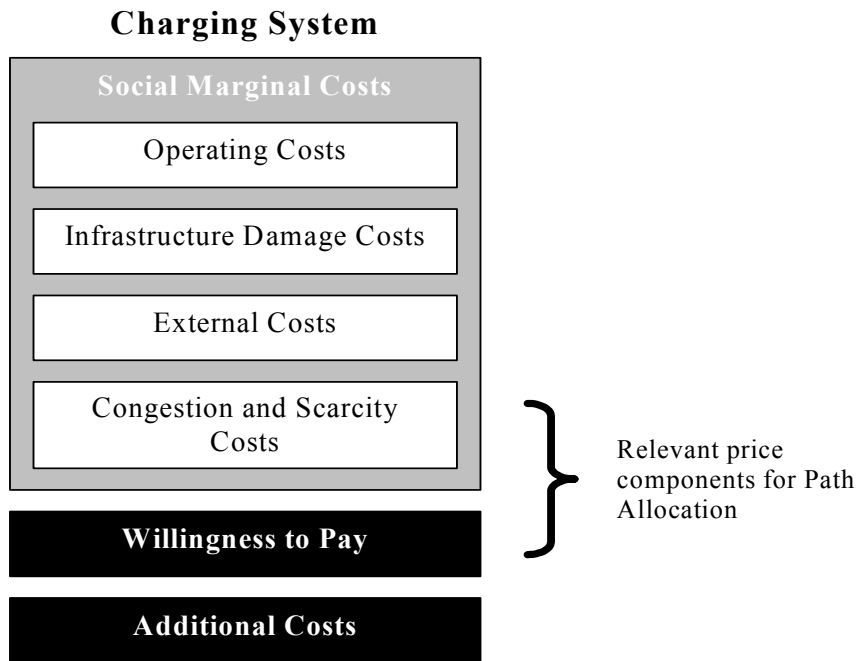 Charging System
Social Marginal Costs
Operating Costs
Infrastructure Damage Costs
External Costs
Congestion and Scarcity
Costs
Relevant price
components for Path
Allocation
Willingness to Pay
Additional Costs